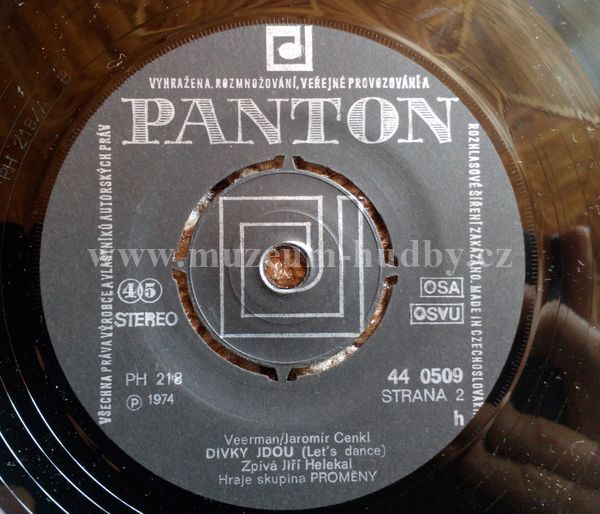 VYHRAŽENA. ROZMNOŽOVÁNÍ, VEŘEJNÉ PROVOZOVÁNÍ A
PANTON
VŠECHNA PRÁVA VÝROBCE A VLASTNÍKŮ AUTORSKÝCH PRÁV
ROZHLASOVÉ ŠÍŘENÍ ZAKÁZÁNO. MADE IN CZECHOSLOVAKIA
PH 218/A B
www.muzeum-hudby.cz
45
STEREO
OSA
OSVU
PH 218
℗ 1974
44 0509
STRANA 2
h
Veerman/Jaromír Cenkl
DÍVKY JDOU (Let's dance)
Zpívá Jiří Helekal
Hraje skupina PROMĚNY